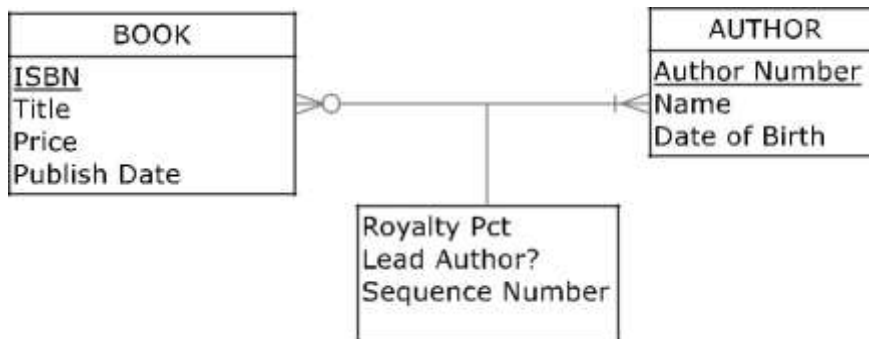 BOOK
ISBN
Title
Price
Publish Date
AUTHOR
Author Number
Name
Date of Birth
Royalty Pct
Lead Author?
Sequence Number